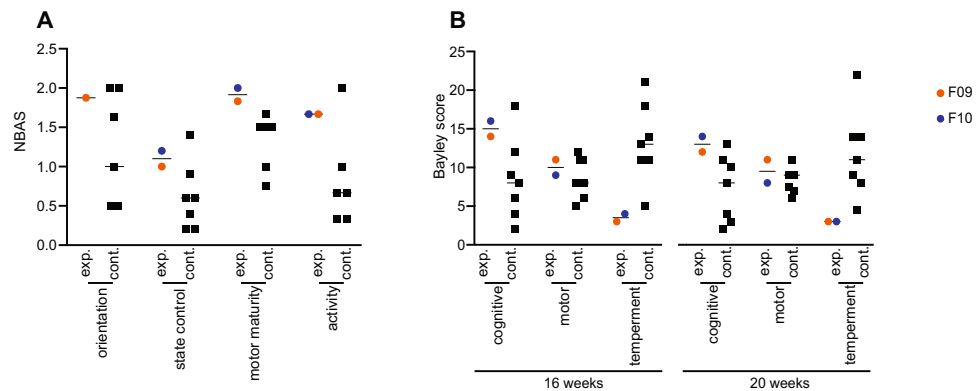 A
NBAS
2.5
2.0
1.5
1.0
0.5
0.0
exp.
cont.
exp.
cont.
exp.
cont.
exp.
cont.
orientation
state control
motor maturity
activity
B
Bayley score
25
20
15
10
5
0
exp.
cont.
exp.
cont.
exp.
cont.
exp.
cont.
exp.
cont.
exp.
cont.
cognitive
motor
temperment
cognitive
motor
temperment
16 weeks
20 weeks
F09
F10